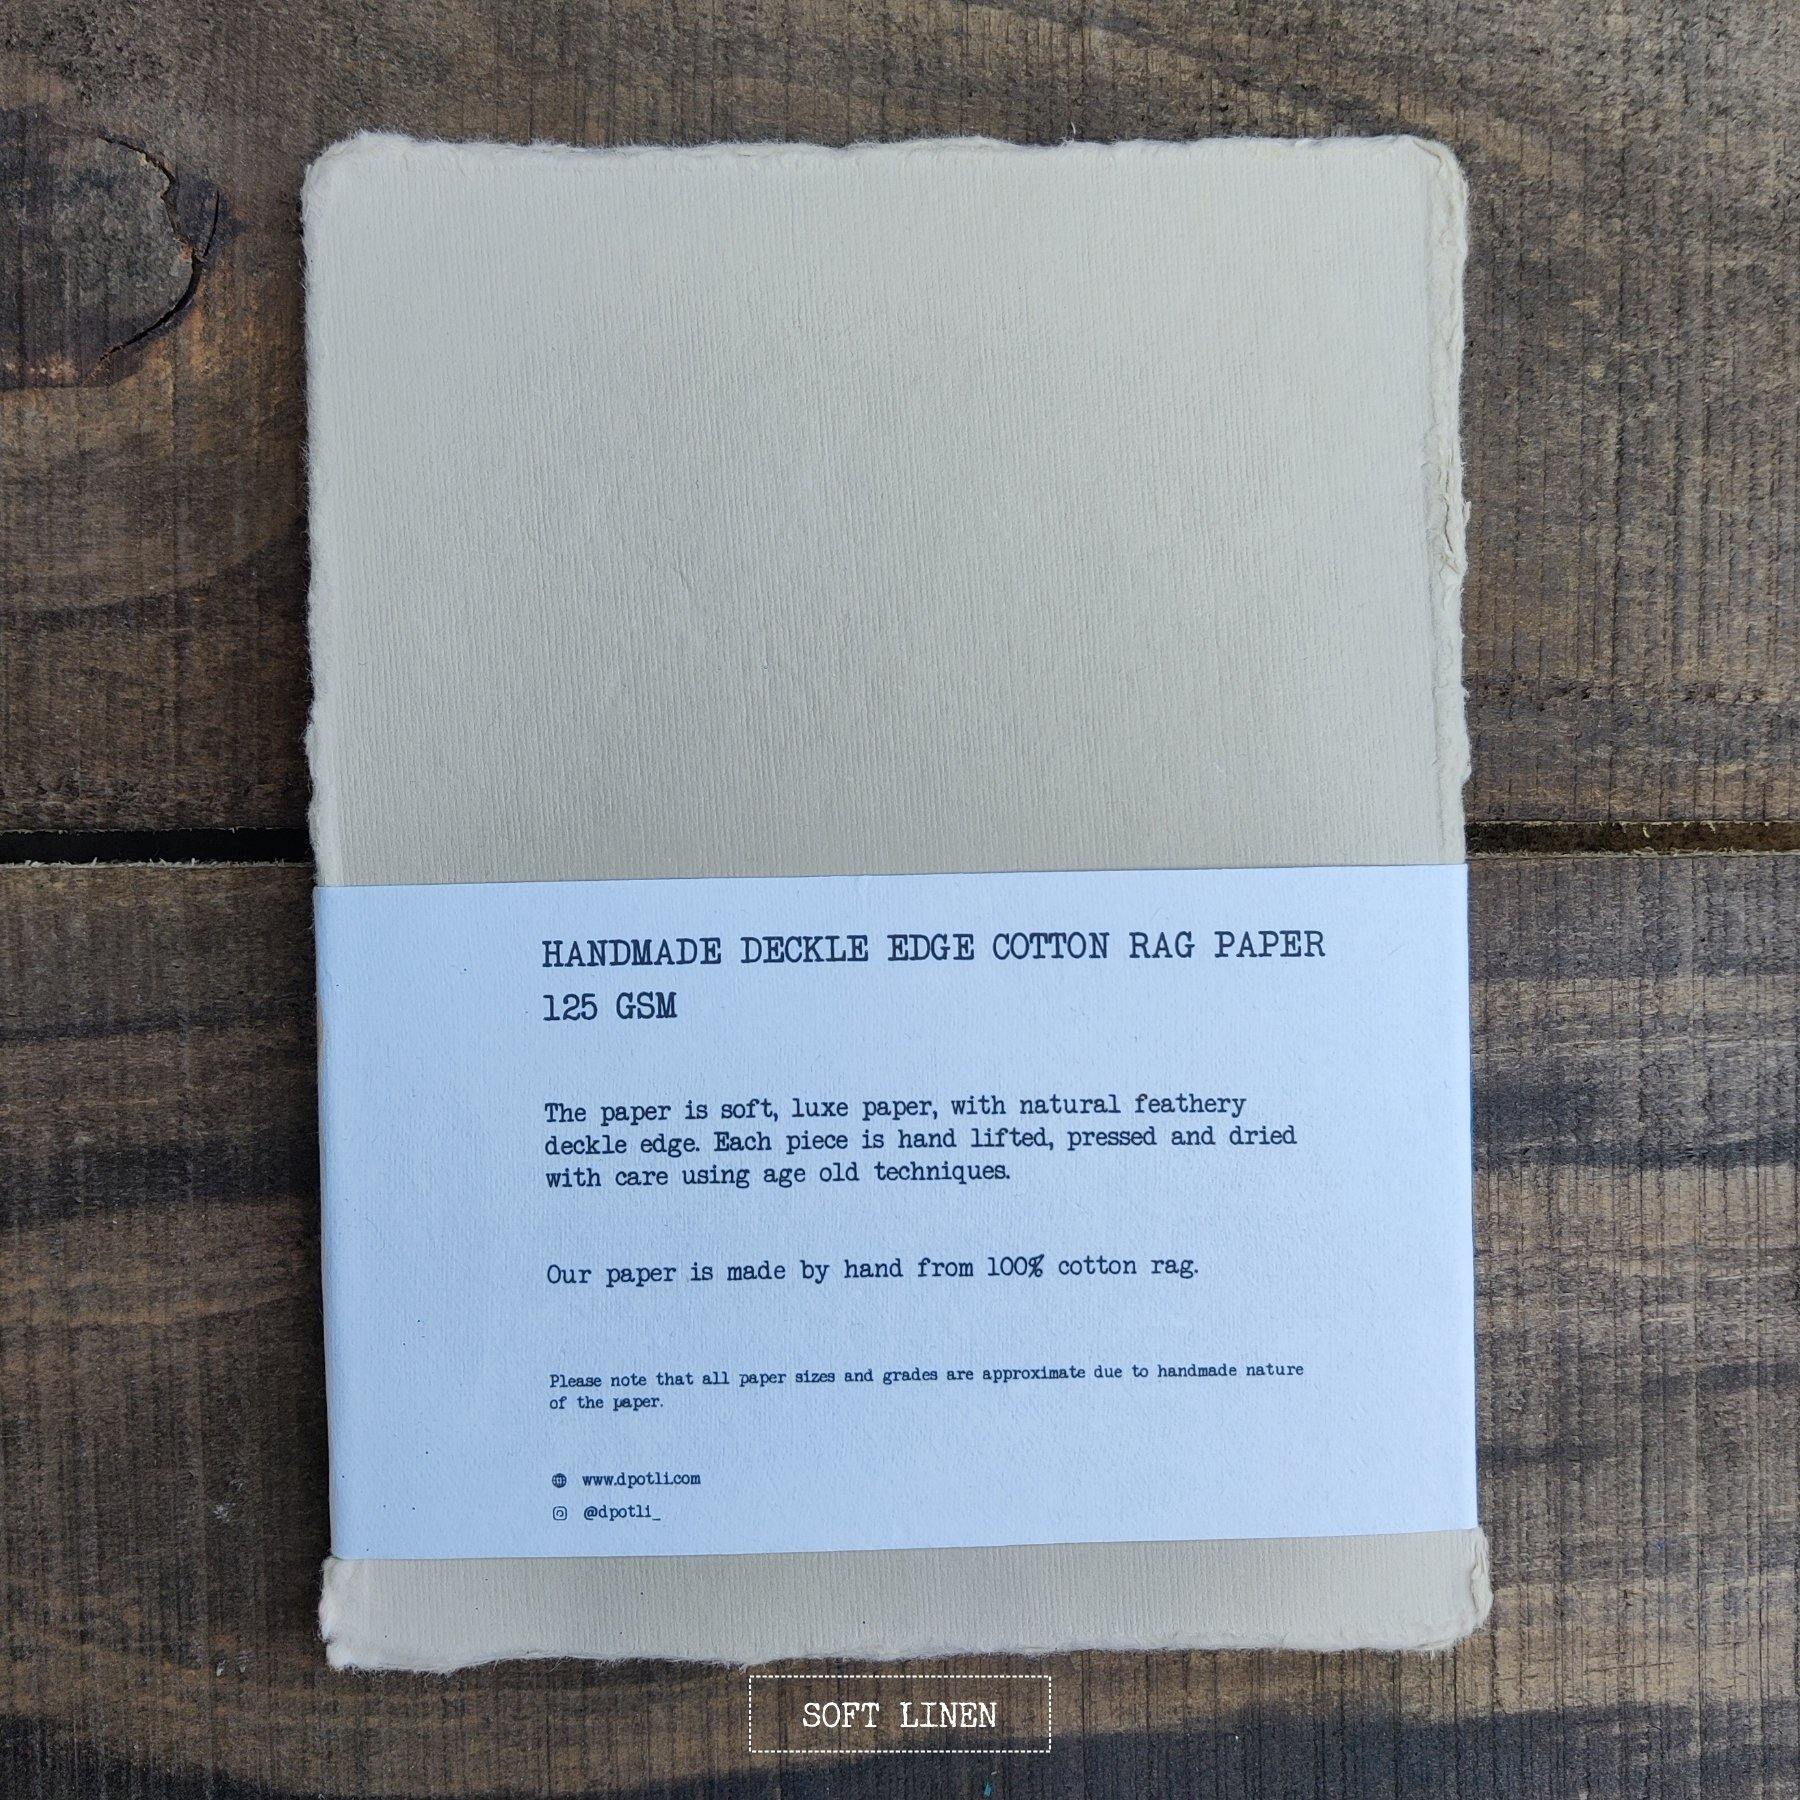 HANDMADE DECKLE EDGE COTTON RAG PAPER
125 GSM
The paper is soft, luxe paper, with natural feathery
deckle edge. Each piece is hand lifted, pressed and dried
with care using age old techniques.
Our paper is made by hand from 100% cotton rag.
Please note that all paper sizes and grades are approximate due to handmade nature
of the paper.
www.dpotli.com
@dpotli_
SOFT LINEN